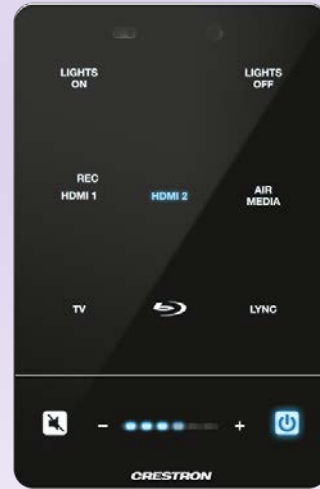 LIGHTS
ON
LIGHTS
OFF
REC
HDMI 1
HDMI 2
AIR
MEDIA
TV
LYNC
-
+
CRESTRON